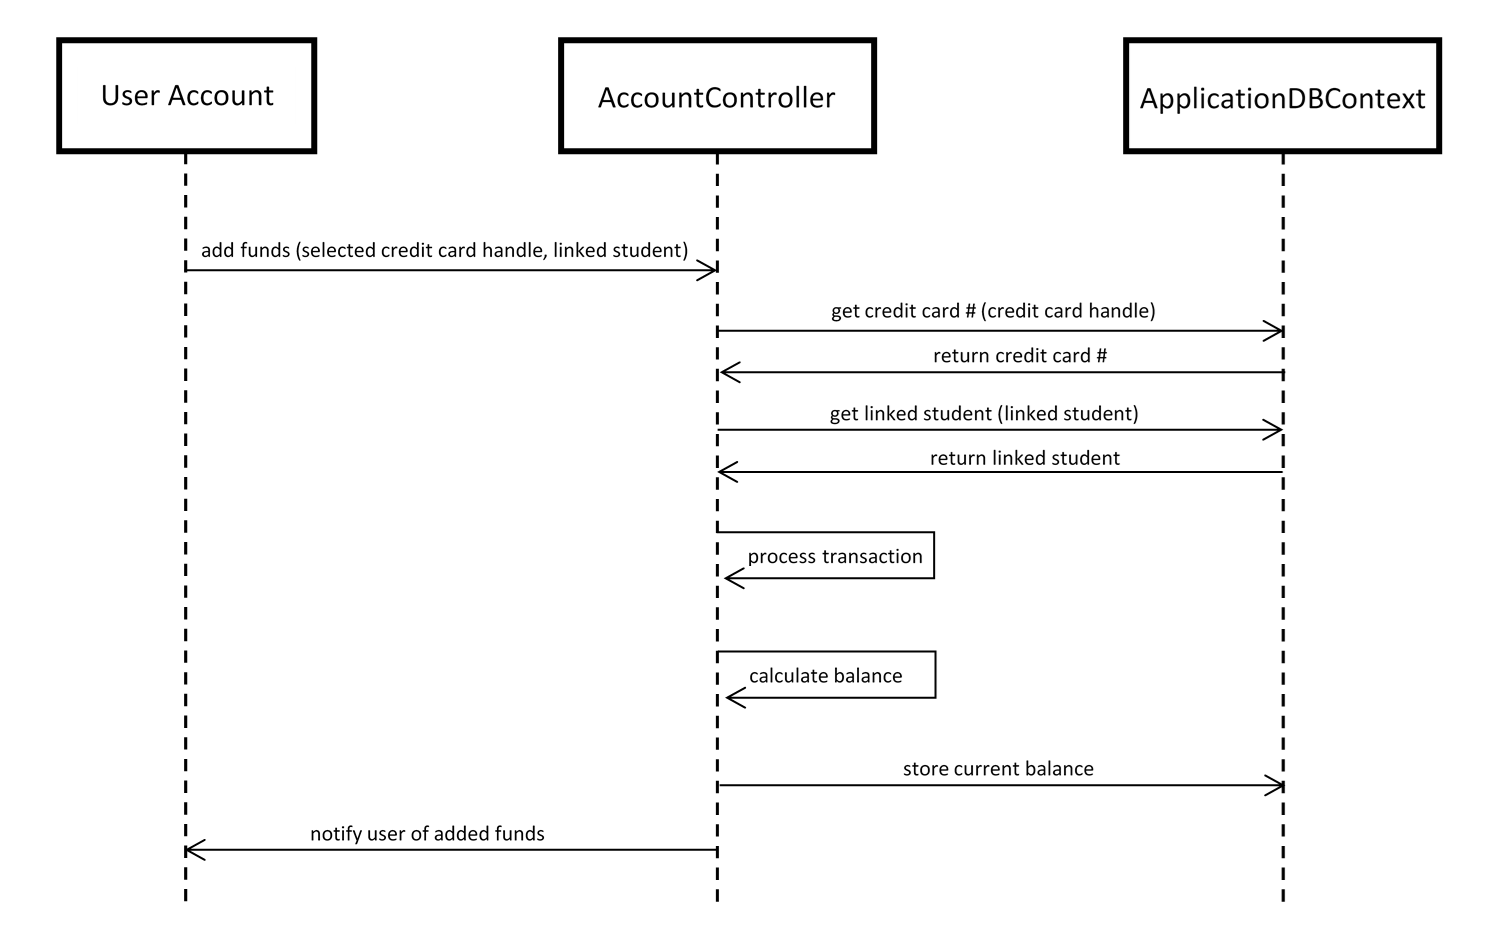 User Account
AccountController
ApplicationDBContext
add funds (selected credit card handle, linked student)
get credit card # (credit card handle)
return credit card #
get linked student (linked student)
return linked student
process transaction
calculate balance
store current balance
notify user of added funds